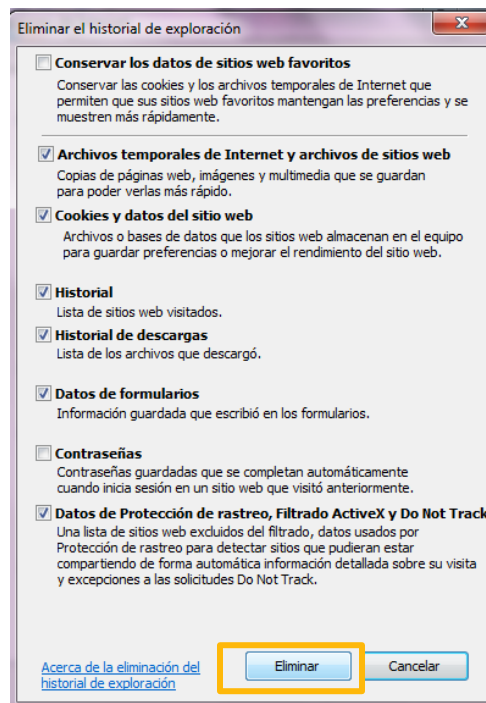 Eliminar el historial de exploración
Conservar los datos de sitios web favoritos
Conservar las cookies y los archivos temporales de Internet que
permiten que sus sitios web favoritos mantengan las preferencias y se
muestren más rápidamente.
Archivos temporales de Internet y archivos de sitios web
Copias de páginas web, imágenes y multimedia que se guardan
para poder verlas más rápido.
Cookies y datos del sitio web
Archivos o bases de datos que los sitios web almacenan en el equipo
para guardar preferencias o mejorar el rendimiento del sitio web.
Historial
Lista de sitios web visitados.
Historial de descargas
Lista de los archivos que descargó.
Datos de formularios
Información guardada que escribió en los formularios.
Contraseñas
Contraseñas guardadas que se completan automáticamente
cuando inicia sesión en un sitio web que visitó anteriormente.
Datos de Protección de rastreo, Filtrado ActiveX y Do Not Track
Una lista de sitios web excluidos del filtrado, datos usados por
Protección de rastreo para detectar sitios que pudieran estar
compartiendo de forma automática información detallada sobre su visita
y excepciones a las solicitudes Do Not Track.
Acerca de la eliminación del
historial de exploración
Eliminar
Cancelar